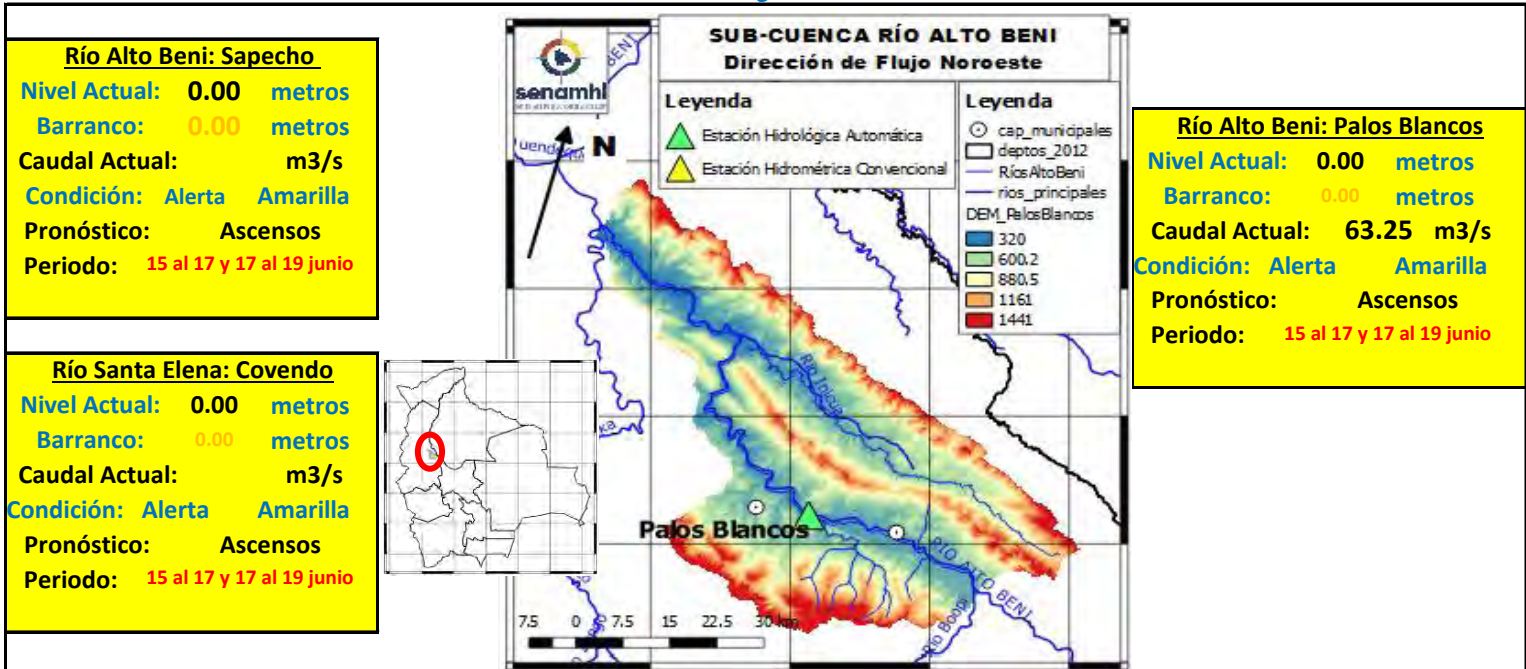 Río Alto Beni: Sapecho
Nivel Actual: 0.00 metros
Barranco: 0.00 metros
Caudal Actual: m3/s
Condición: Alerta Amarilla
Pronóstico: Ascensos
Periodo: 15 al 17 y 17 al 19 junio
Río Santa Elena: Covendo
Nivel Actual: 0.00 metros
Barranco: 0.00 metros
Caudal Actual: m3/s
Condición: Alerta Amarilla
Pronóstico: Ascensos
Periodo: 15 al 17 y 17 al 19 junio
senamhi
BENI
N
SUB-CUENCA RÍO ALTO BENI
Dirección de Flujo Noroeste
Leyenda
Estación Hidrológica Automática
Estación Hidrométrica Convencional
Leyenda
cap_municipales
deptos_2012
RíosAltoBeni
rios_principales
DEM_PalosBlancos
320
600.2
880.5
1161
1441
Palos Blancos
RÍO ALTO BENI
7.5 0 7.5 15 22.5 30 km
Río Alto Beni: Palos Blancos
Nivel Actual: 0.00 metros
Barranco: 0.00 metros
Caudal Actual: 63.25 m3/s
Condición: Alerta Amarilla
Pronóstico: Ascensos
Periodo: 15 al 17 y 17 al 19 junio